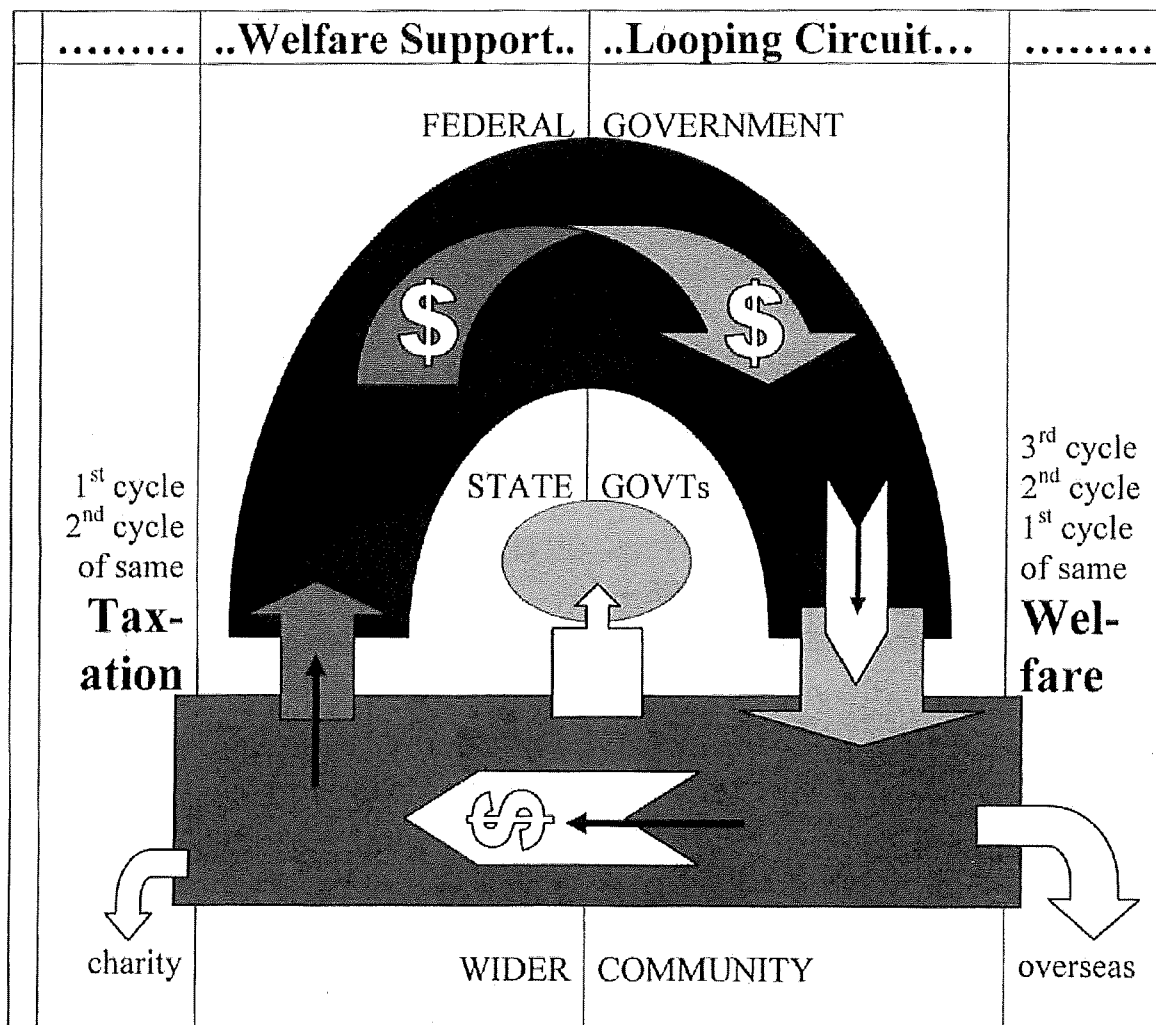 ......... ..Welfare Support.. ..Looping Circuit... .........
FEDERAL GOVERNMENT
$ $
1st cycle
2nd cycle
of same
Tax-
ation
STATE GOVTs
3rd cycle
2nd cycle
1st cycle
of same
Wel-
fare
$
charity
WIDER COMMUNITY
overseas